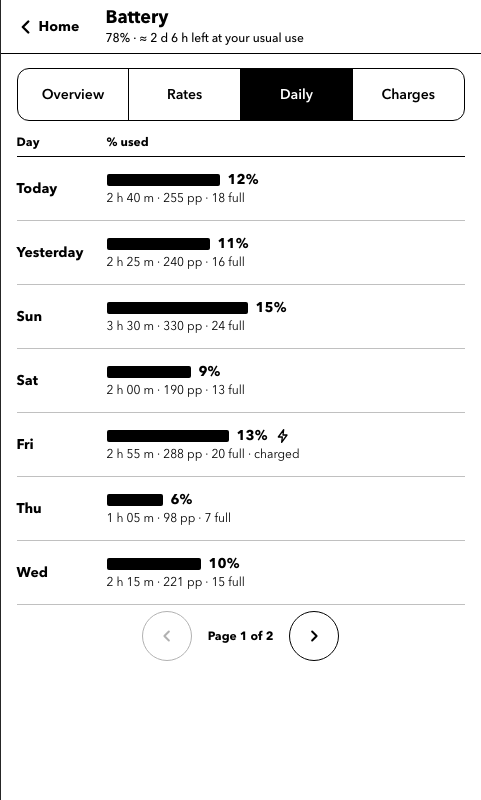 Home
Battery
78% · ≈ 2 d 6 h left at your usual use
Overview Rates Daily Charges
Day % used
Today 12%
2 h 40 m · 255 pp · 18 full
Yesterday 11%
2 h 25 m · 240 pp · 16 full
Sun 15%
3 h 30 m · 330 pp · 24 full
Sat 9%
2 h 00 m · 190 pp · 13 full
Fri 13%
2 h 55 m · 288 pp · 20 full · charged
Thu 6%
1 h 05 m · 98 pp · 7 full
Wed 10%
2 h 15 m · 221 pp · 15 full
Page 1 of 2